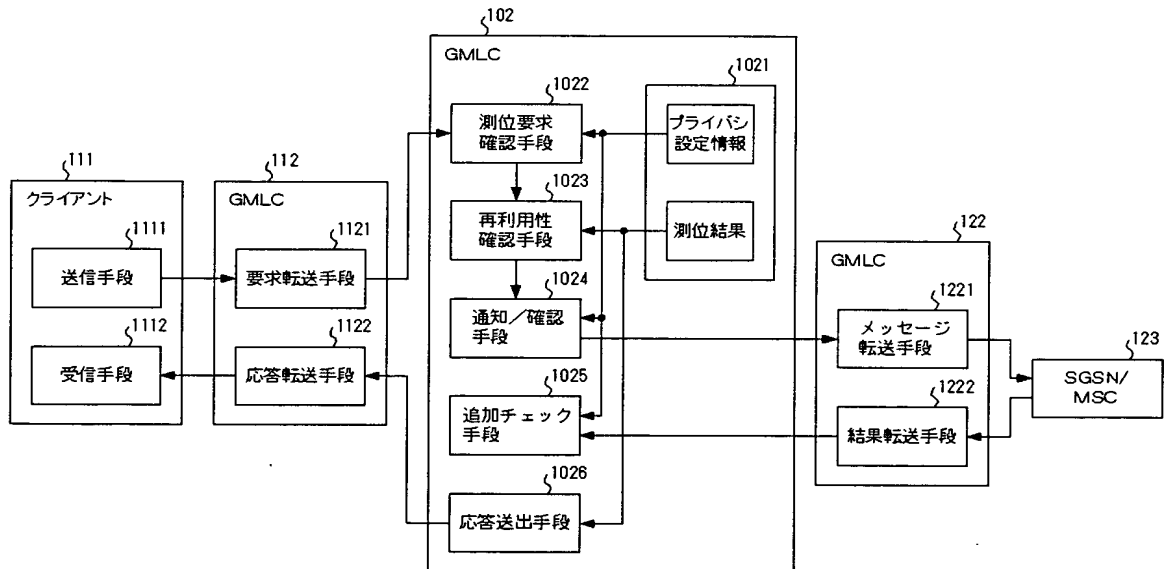 102
GMLC
1021
プライバシ
設定情報
測位結果
1022
測位要求
確認手段
1023
再利用性
確認手段
1024
通知／確認
手段
1025
追加チェック
手段
1026
応答送出手段
111
クライアント
1111
送信手段
1112
受信手段
112
GMLC
1121
要求転送手段
1122
応答転送手段
122
GMLC
1221
メッセージ
転送手段
1222
結果転送手段
123
SGSN/
MSC